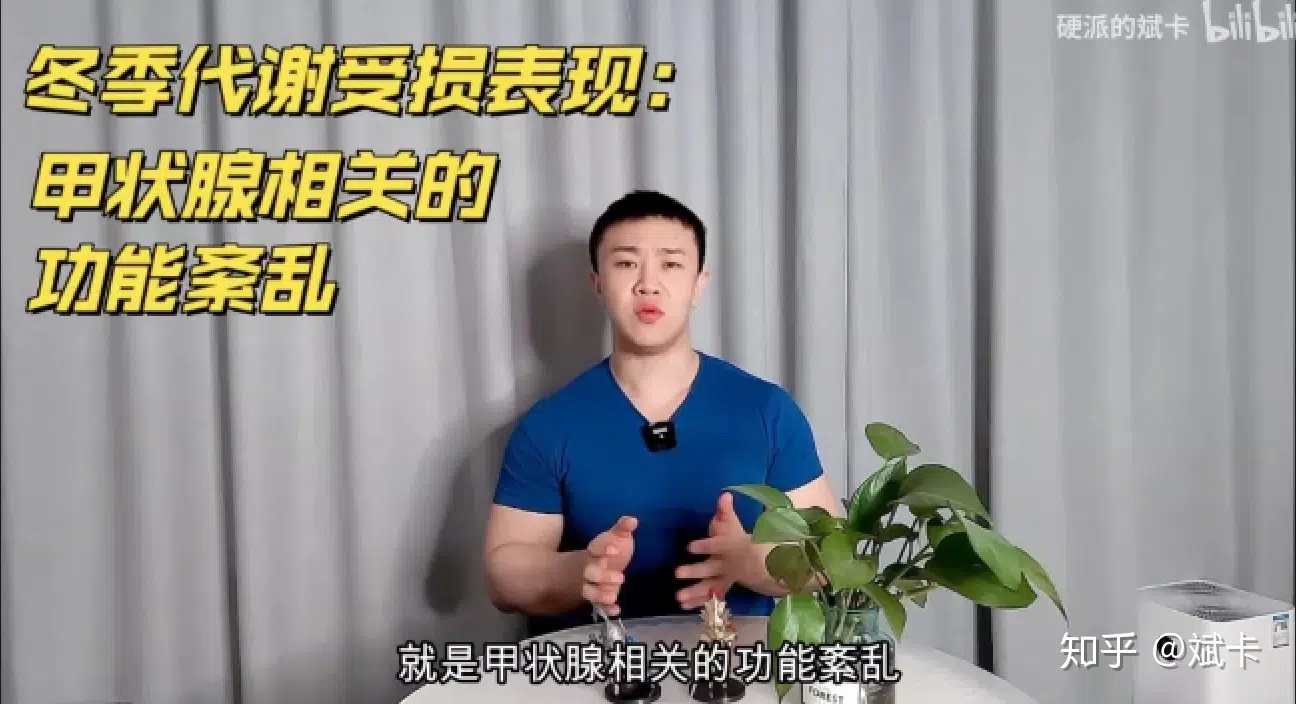 硬派的斌卡 bilibili
冬季代谢受损表现：
甲状腺相关的
功能紊乱
就是甲状腺相关的功能紊乱
FOREST
知乎 @斌卡